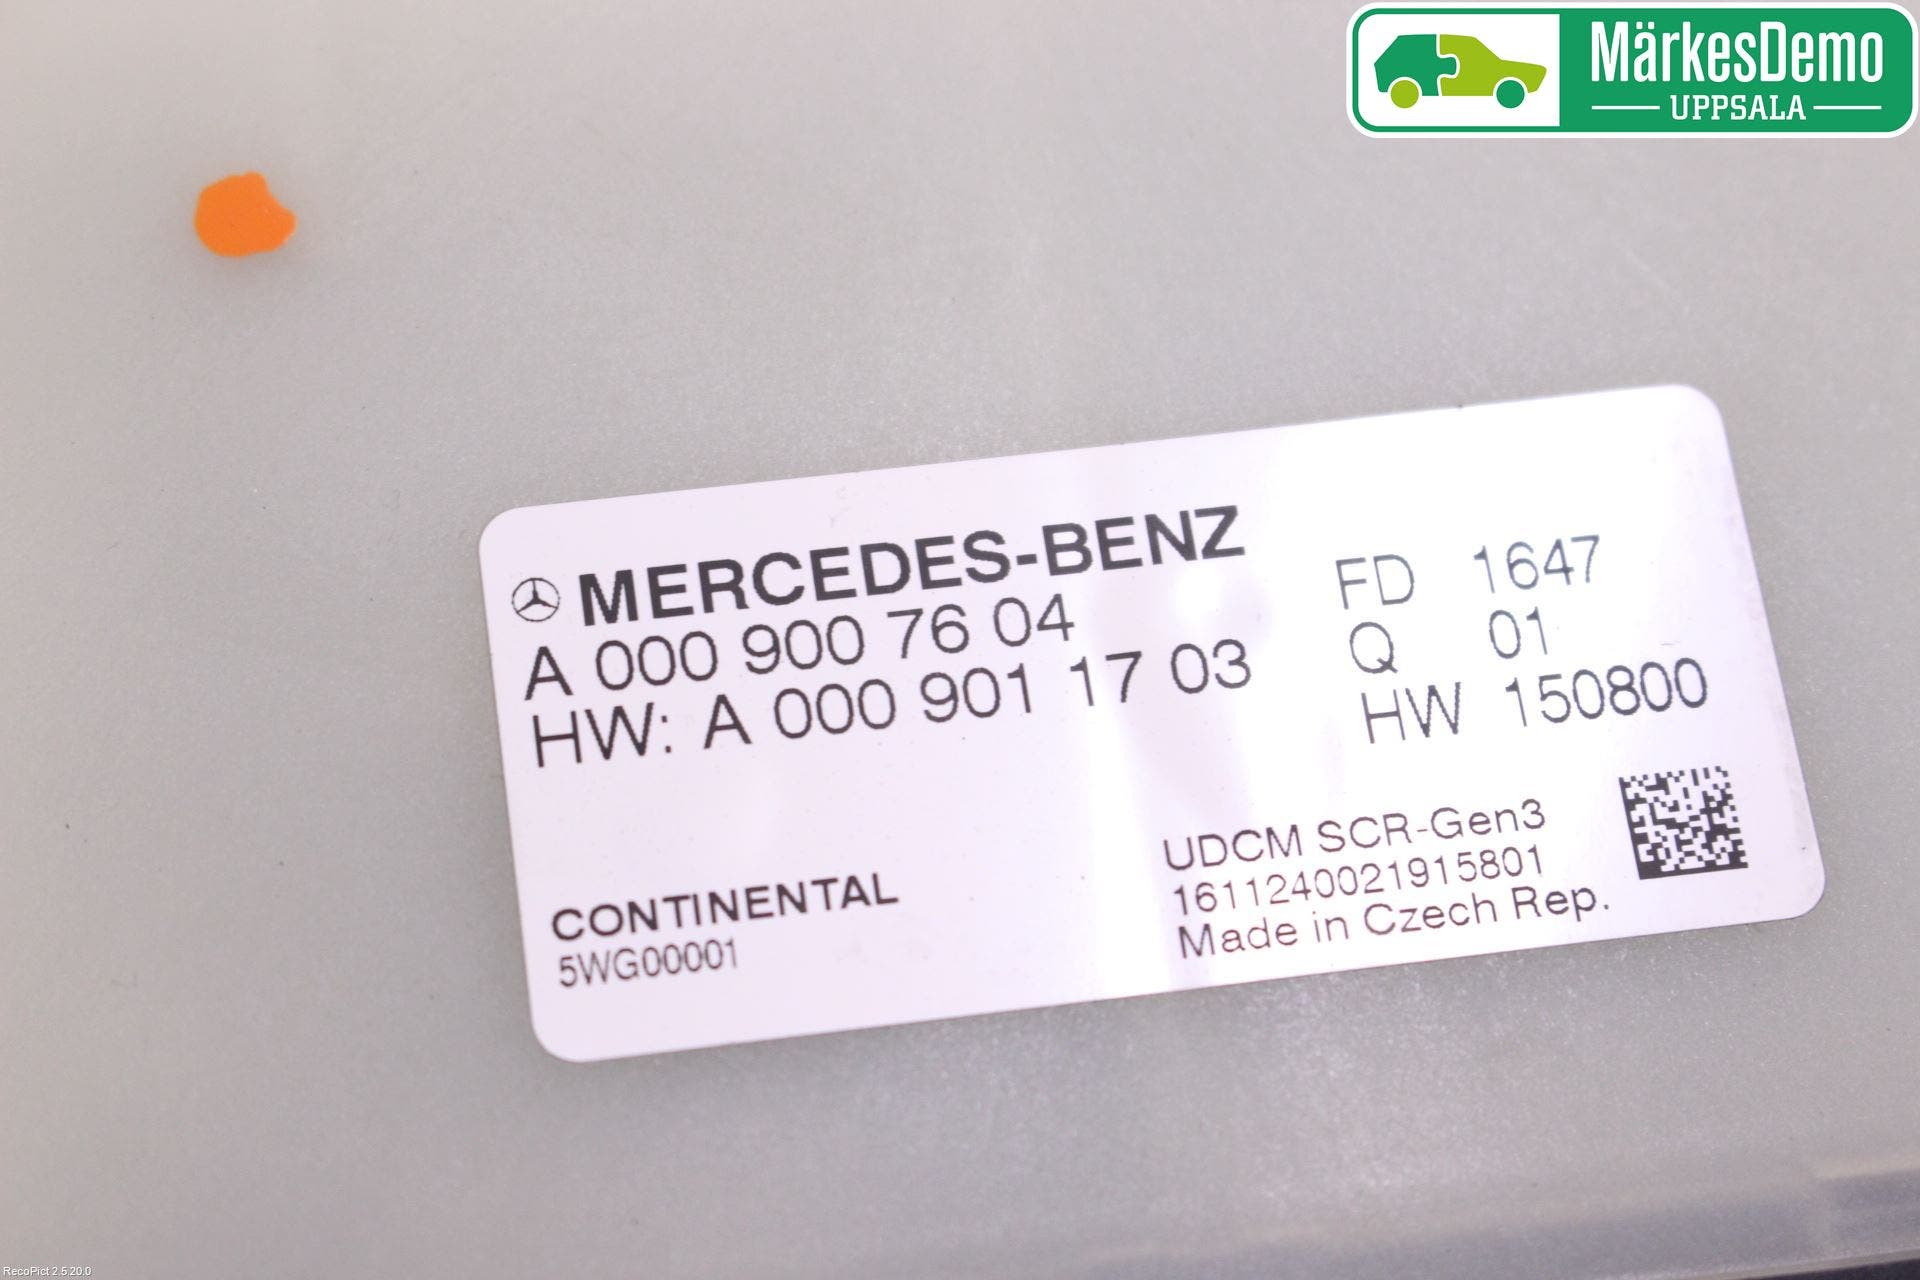 MärkesDemo
UPPSALA
MERCEDES-BENZ
A 000 900 76 04
HW: A 000 901 17 03
FD 1647
Q 01
HW 150800
UDCM SCR-Gen3
1611240021915801
Made in Czech Rep.
CONTINENTAL
5WG00001
RecoPict 2.5.20.0